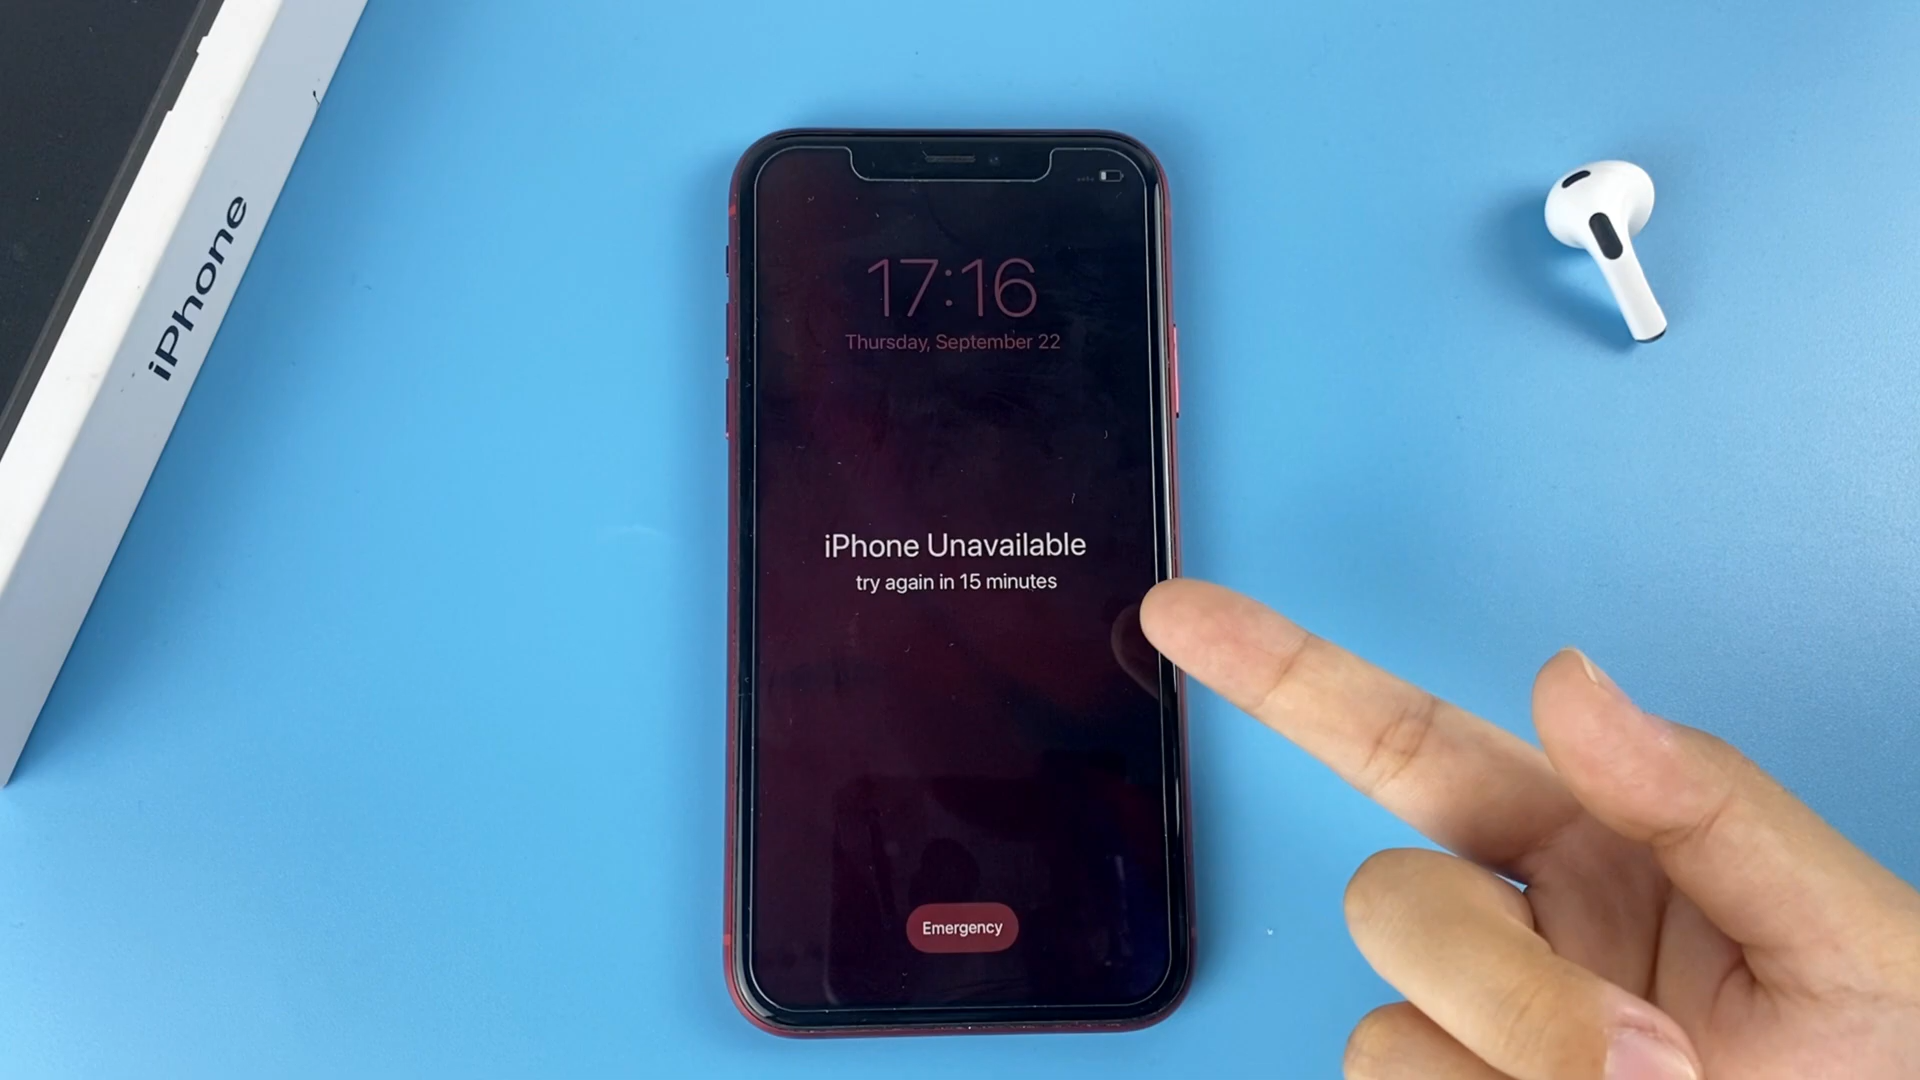 iPhone
17:16
Thursday, September 22
iPhone Unavailable
try again in 15 minutes
Emergency